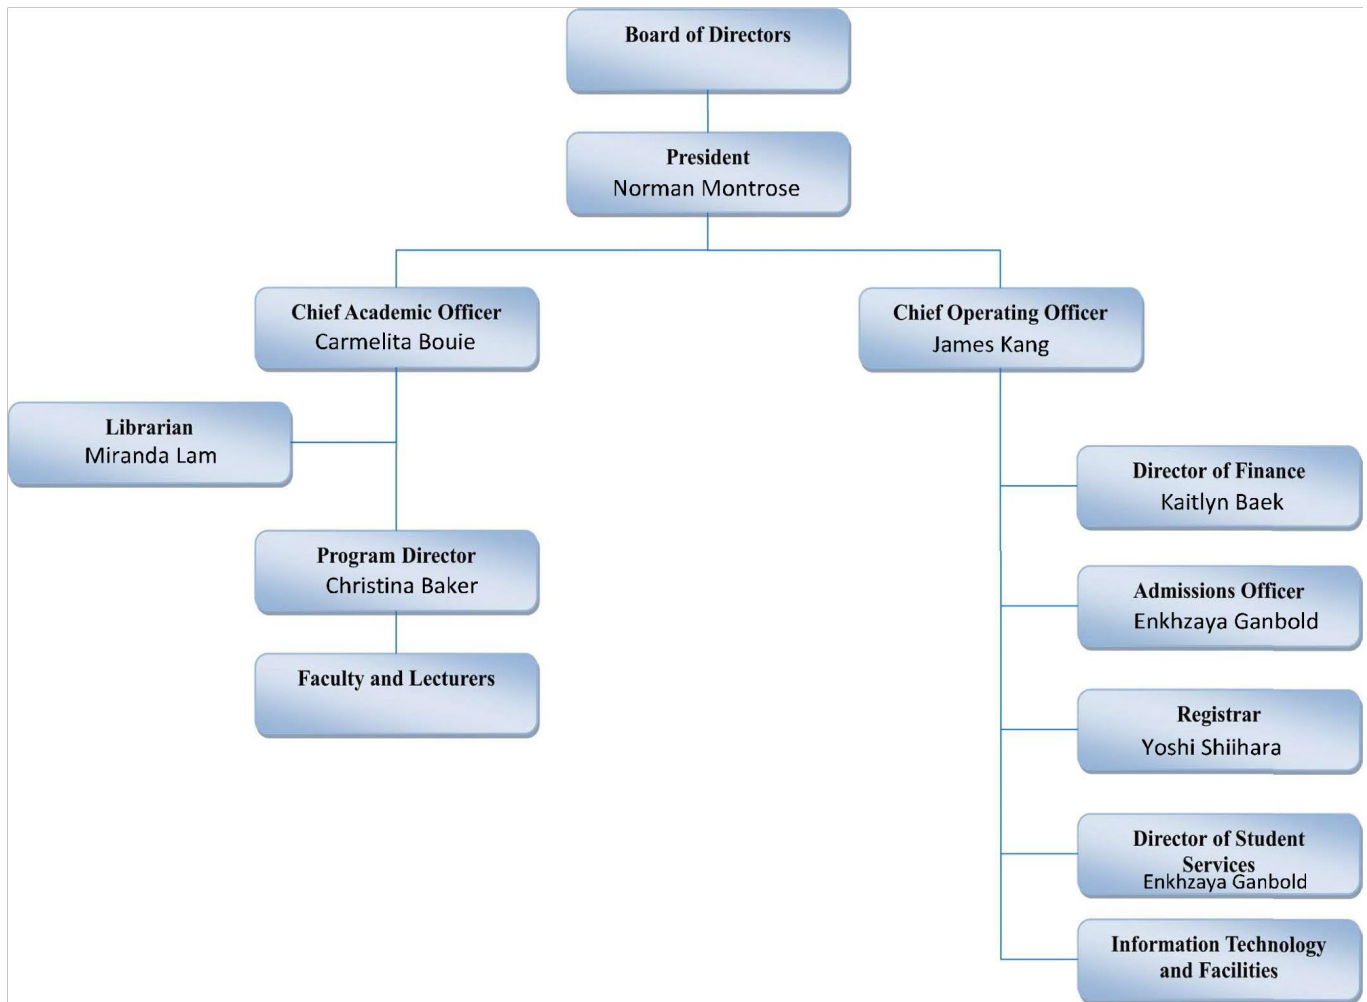 Board of Directors
President
Norman Montrose
Chief Academic Officer
Carmelita Bouie
Chief Operating Officer
James Kang
Librarian
Miranda Lam
Director of Finance
Kaitlyn Baek
Program Director
Christina Baker
Admissions Officer
Enkhzaya Ganbold
Faculty and Lecturers
Registrar
Yoshi Shiihara
Director of Student
Services
Enkhzaya Ganbold
Information Technology
and Facilities